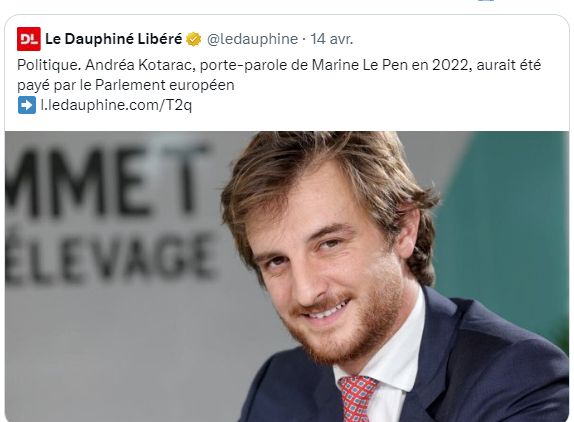 DL Le Dauphiné Libéré @ledauphine · 14 avr.
Politique. Andréa Kotarac, porte-parole de Marine Le Pen en 2022, aurait été
payé par le Parlement européen
➡️ l.ledauphine.com/T2q
MMET
ÉLEVAGE